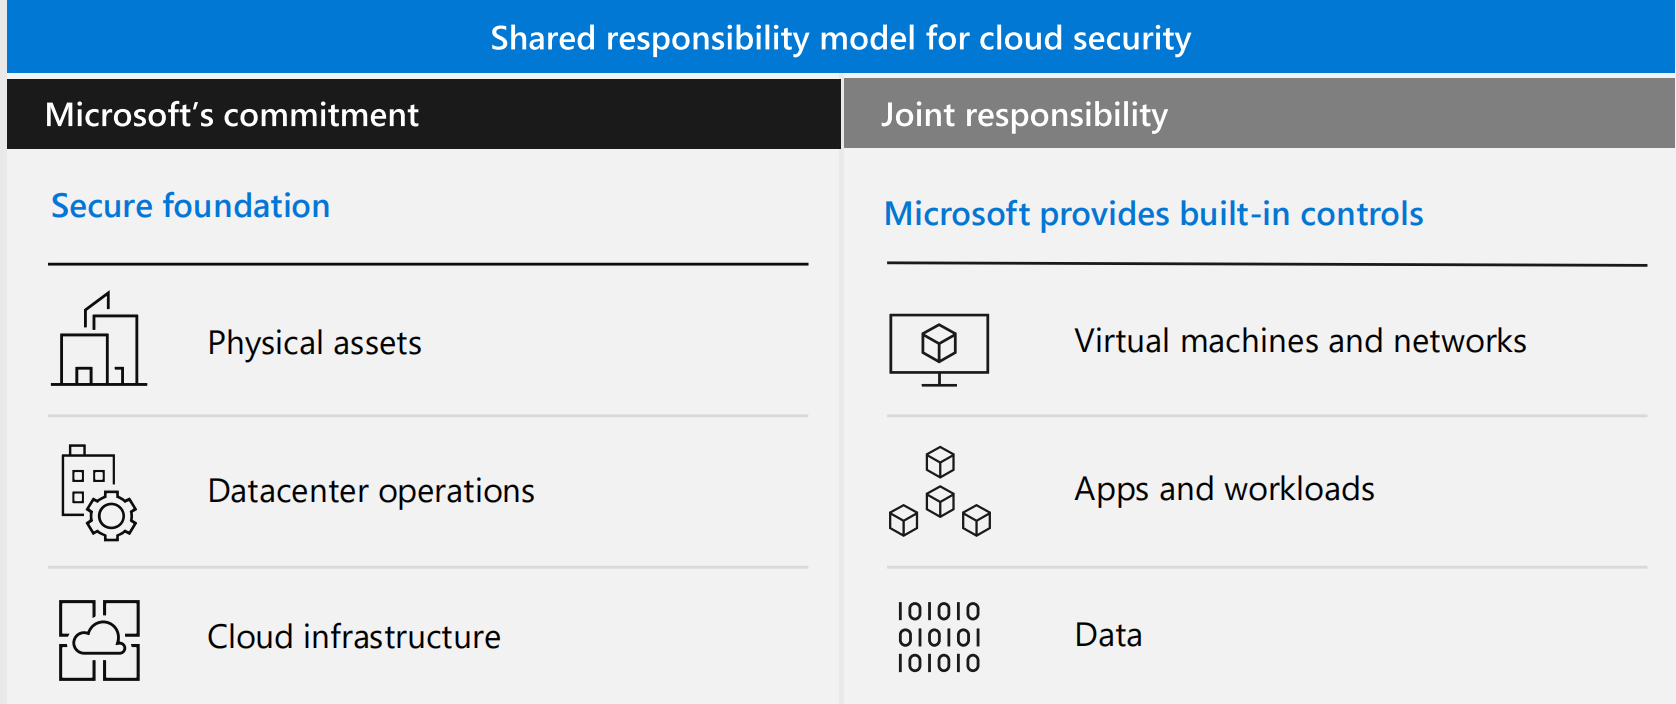 Shared responsibility model for cloud security
Microsoft's commitment
Secure foundation
Physical assets
Datacenter operations
Cloud infrastructure
Joint responsibility
Microsoft provides built-in controls
Virtual machines and networks
Apps and workloads
101010
010101
101010
Data